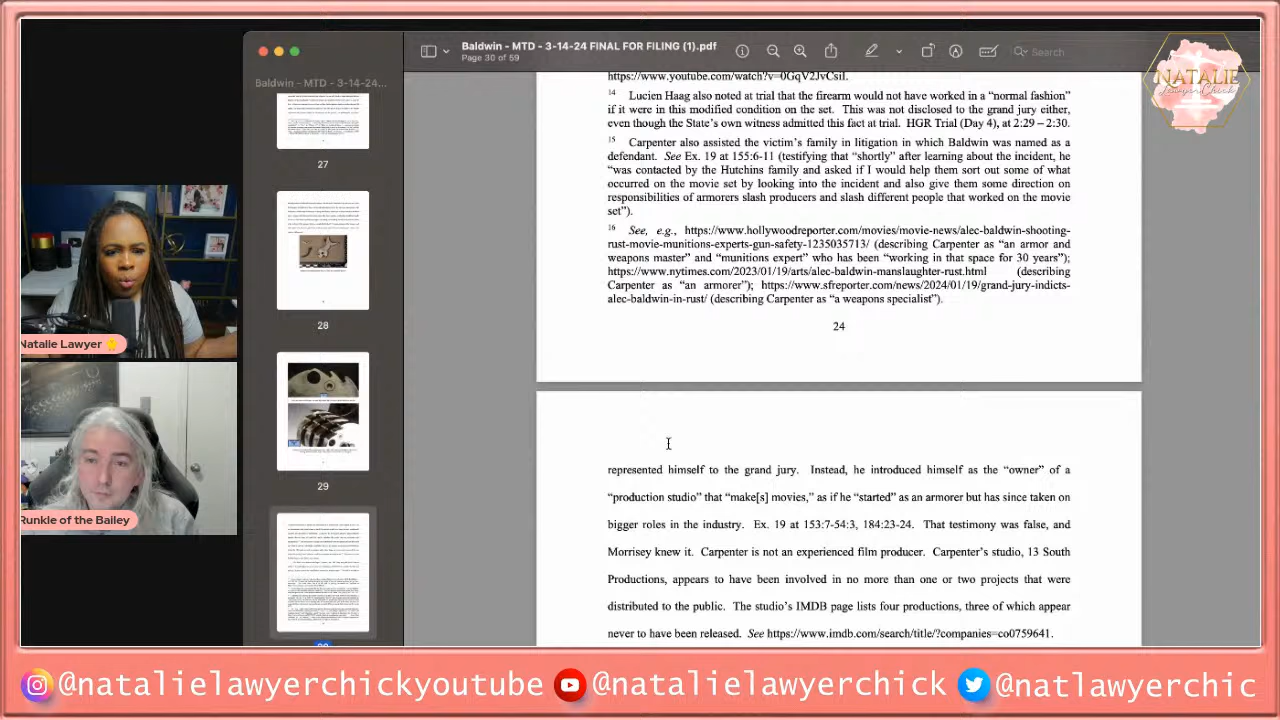 Baldwin - MTD - 3-14-24 FINAL FOR FILING (1).pdf
Page 30 of 59
Search
NATALIE
LawyerChick
Baldwin - MTD - 3-14-24...
27
28
29
Natalie Lawyer
Runkle of the Bailey
https://www.youtube.com/watch?v=0GqV2JvCsiI.
14 Lucien Haag also noted that the firearm would not have worked in a “normal fashion”
if it were in this modified condition on the set. This was not disclosed to the grand jury either,
even though the State’s own expert admitted this fact at trial. HGR Trial (Day 4), at 2:29 – 2:30.
15 Carpenter also assisted the victim’s family in litigation in which Baldwin was named as a
defendant. See Ex. 19 at 155:6-11 (testifying that “shortly” after learning about the incident, he
“was contacted by the Hutchins family and asked if I would help them sort out some of what
occurred on the movie set by looking into the incident and also give them some direction on
responsibilities of armorers slash producers and slash different people that worked on the movie
set”).
16 See, e.g., https://www.hollywoodreporter.com/movies/movie-news/alec-baldwin-shooting-
rust-movie-munitions-experts-gun-safety-1235035713/ (describing Carpenter as “an armor and
weapons master” and “munitions expert” who has been “working in that space for 30 years”);
https://www.nytimes.com/2023/01/19/arts/alec-baldwin-manslaughter-rust.html (describing
Carpenter as “an armorer”); https://www.sfreporter.com/news/2024/01/19/grand-jury-indicts-
alec-baldwin-in-rust/ (describing Carpenter as “a weapons specialist”).
24
represented himself to the grand jury. Instead, he introduced himself as the “owner” of a
“production studio” that “make[s] movies,” as if he “started” as an armorer but has since taken on
bigger roles in the industry. Ex. 19 at 153:7-54:3, 184:23-24. That testimony was false, and
Morrisey knew it. Carpenter is not an experienced film producer. Carpenter’s studio, 13 South
Productions, appears to have been involved in no more than one or two projects that were
distributed to the public. Carpenter’s IMDB page lists four productions, three of which appear
never to have been released. See https://www.imdb.com/search/title/?companies=co0759641.
@natalielawyerchickyoutube
@natalielawyerchick
@natlawyerchic